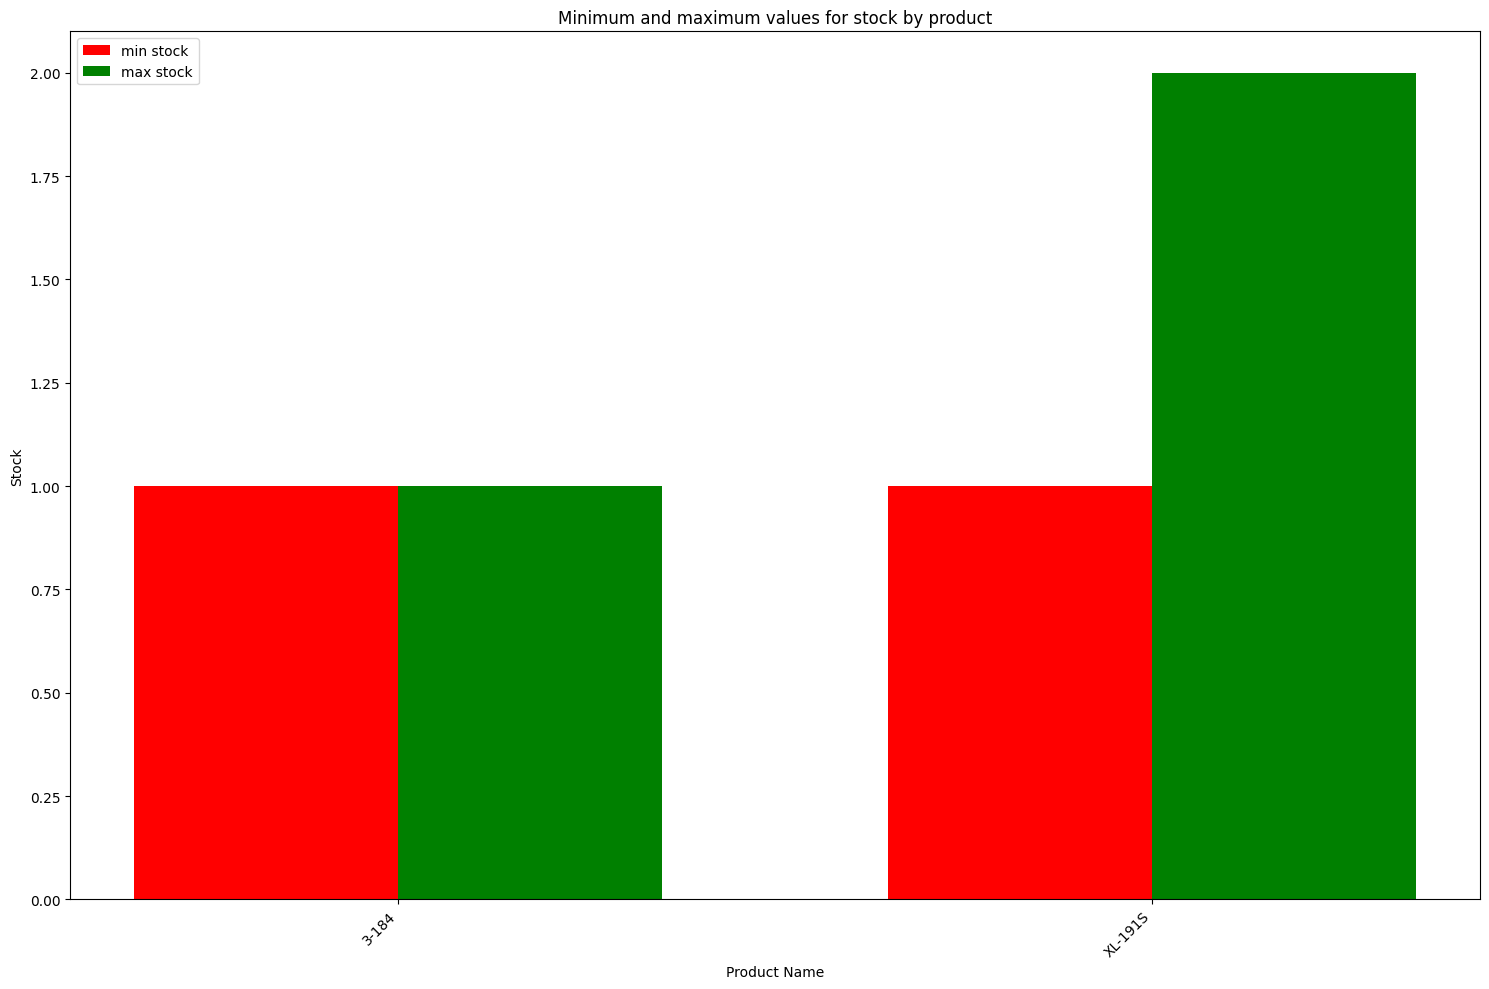 Minimum and maximum values for stock by product
min stock
max stock
2.00
1.75
1.50
1.25
1.00
0.75
0.50
0.25
0.00
Stock
3-184
XL-191S
Product Name